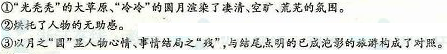 ①“光秃秃”的大草原、“冷冷”的圆月渲染了凄清、空旷、荒芜的氛围。
②烘托了人物的无助感。
③以月之“圆”显人物心情、事情结局之“残”,与结尾点明的已成泡影的旅游构成了对照。